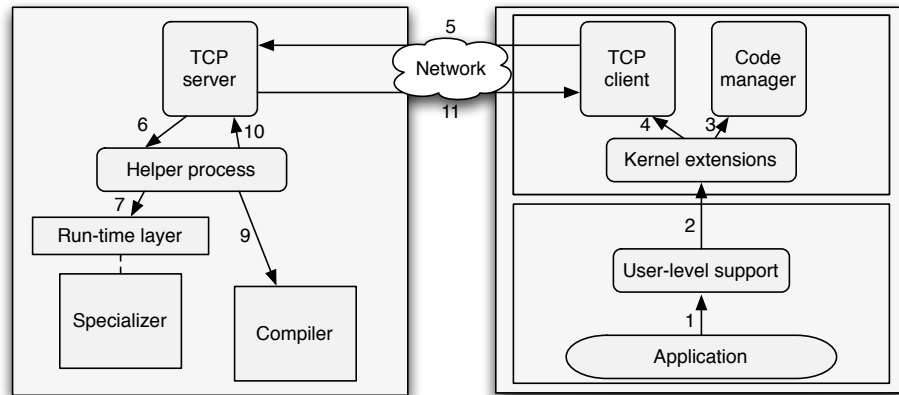 5
TCP
server
Network
TCP
client
Code
manager
11
6
10
4
3
Helper process
Kernel extensions
7
9
2
Run-time layer
User-level support
Specializer
Compiler
1
Application